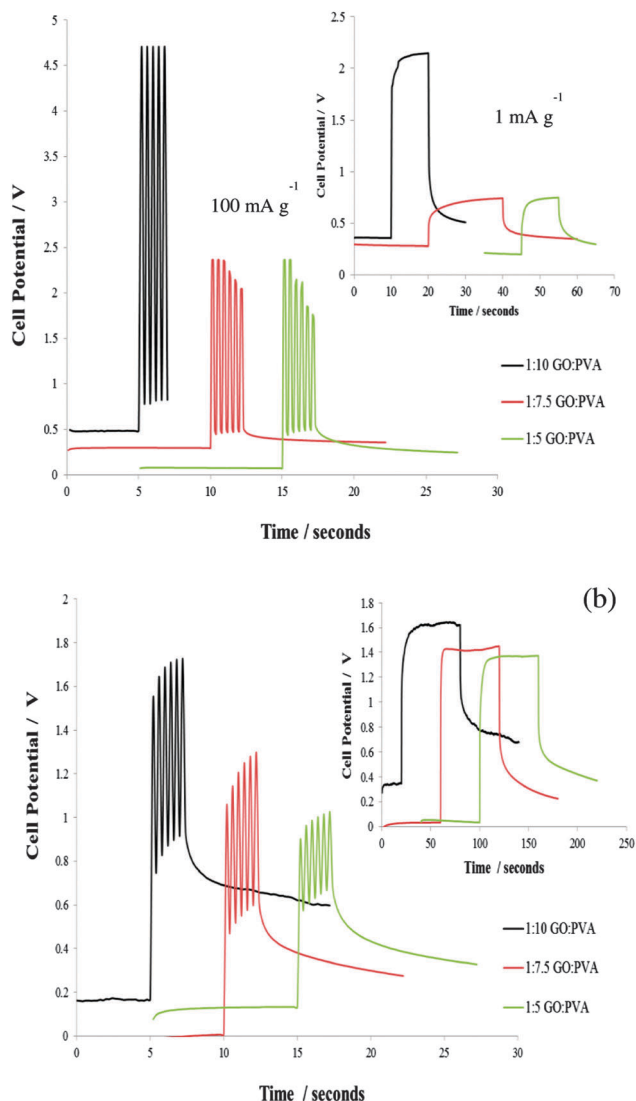 5
4.5
4
3.5
3
2.5
2
1.5
1
0.5
0
Cell Potential / V
0 5 10 15 20 25 30
Time / seconds
100 mA g⁻¹
2.5
2
1.5
1
0.5
0
Cell Potential / V
0 10 20 30 40 50 60 70
Time / seconds
1 mA g⁻¹
1:10 GO:PVA
1:7.5 GO:PVA
1:5 GO:PVA
(b)
2
1.8
1.6
1.4
1.2
1
0.8
0.6
0.4
0.2
0
Cell Potential / V
0 5 10 15 20 25 30
Time / seconds
1.8
1.6
1.4
1.2
1
0.8
0.6
0.4
0.2
0
Cell Potential / V
0 50 100 150 200 250
Time / seconds
1:10 GO:PVA
1:7.5 GO:PVA
1:5 GO:PVA